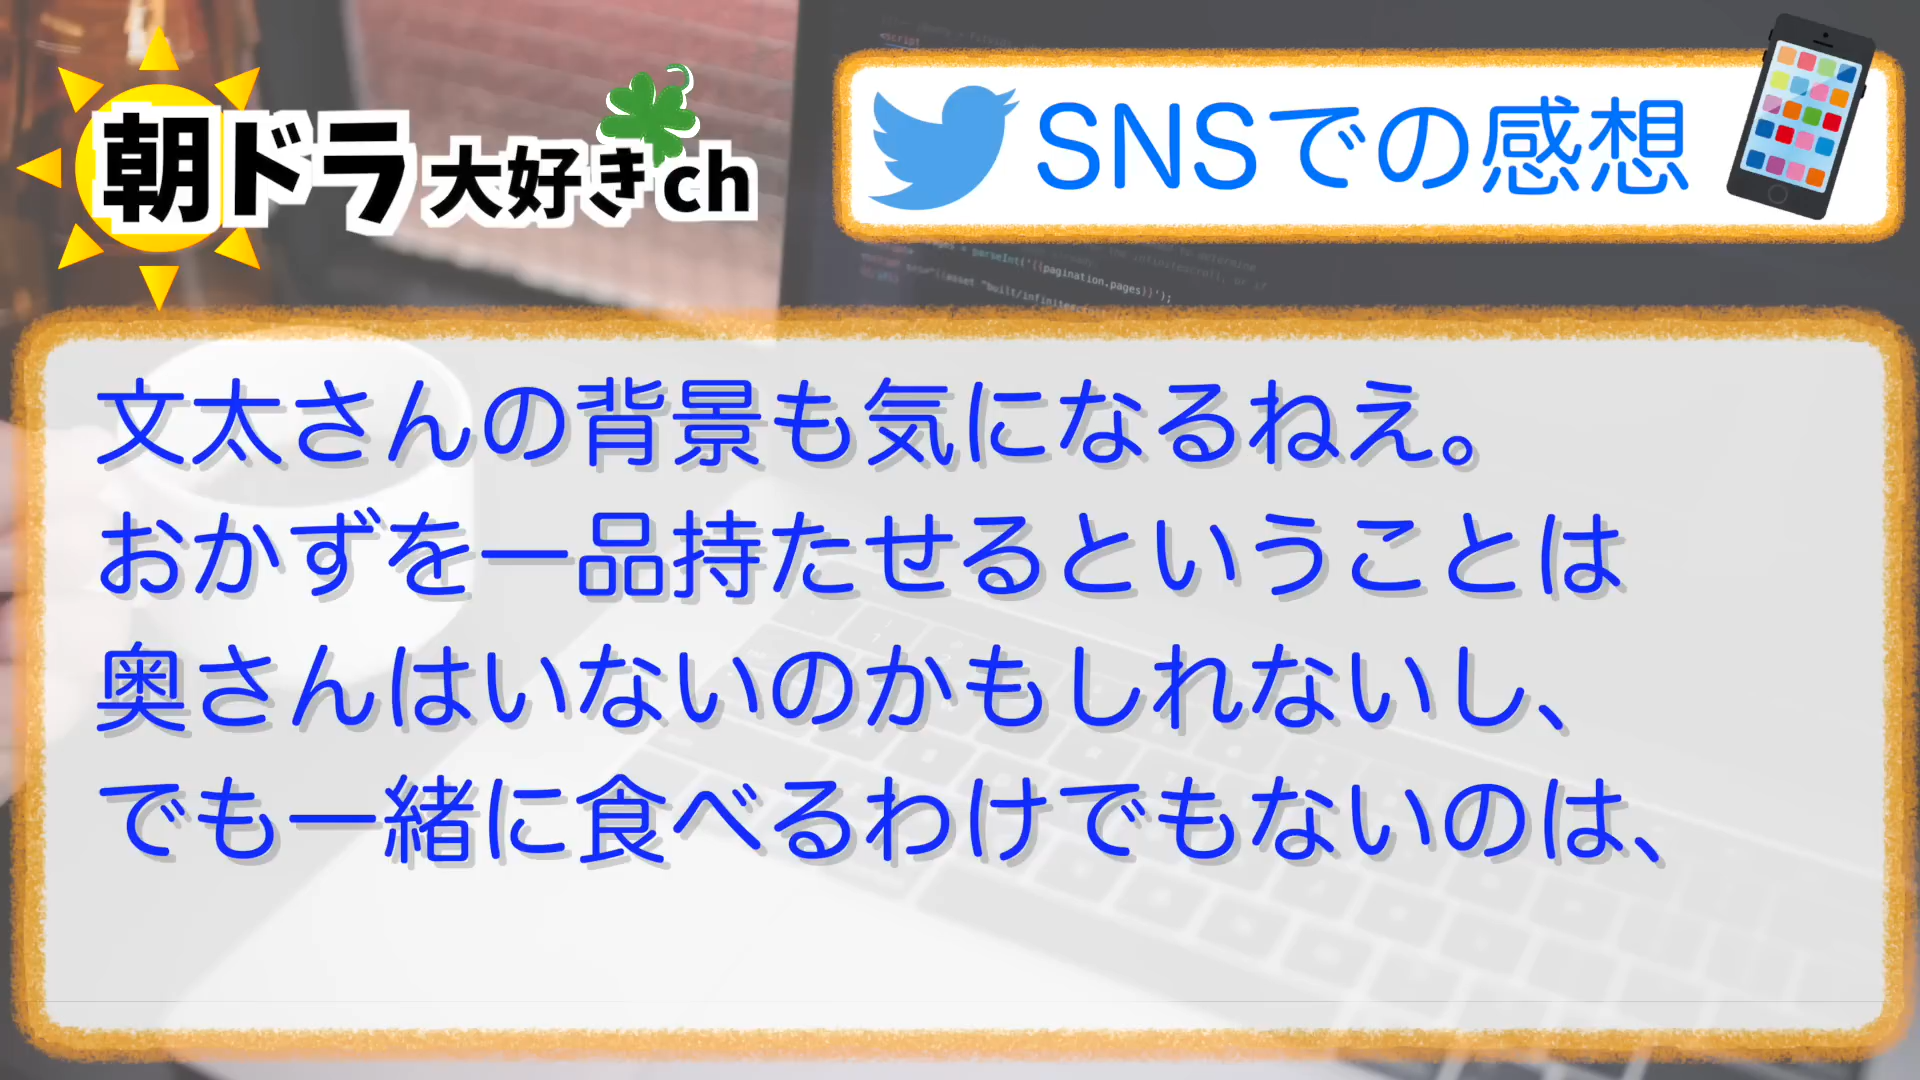 朝ドラ大好きch
SNSでの感想
文太さんの背景も気になるねえ。
おかずを一品持たせるということは
奥さんはいないのかもしれないし、
でも一緒に食べるわけでもないのは、